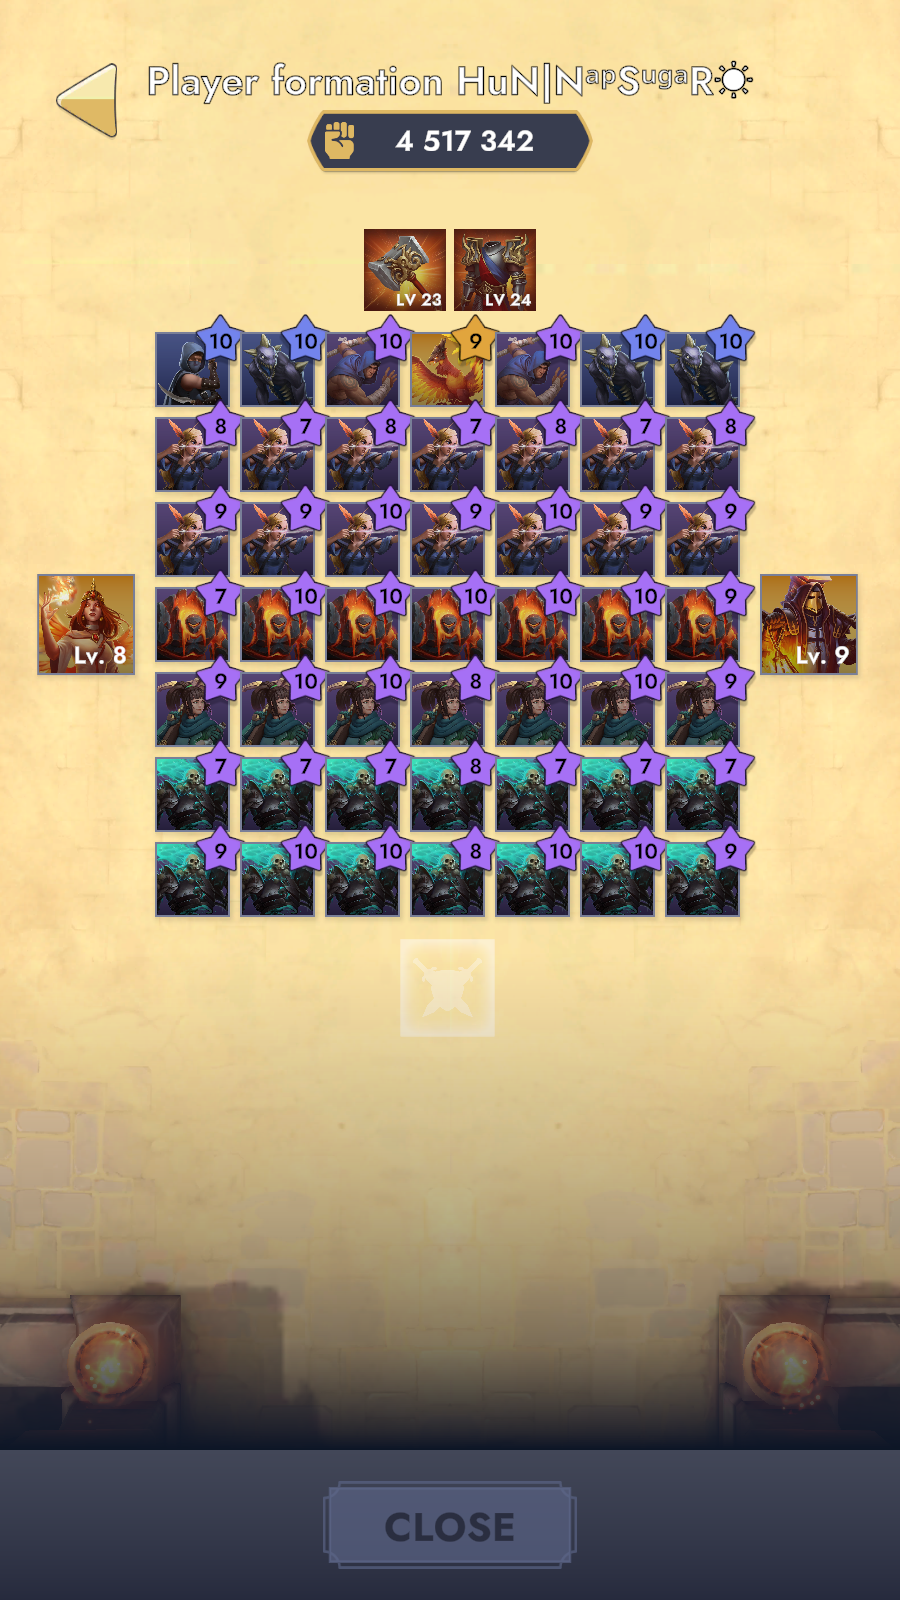 Player formation HuN|NᵃᵖSᵘᵍᵃR☼
4 517 342
LV 23 LV 24
10 10 10 9 10 10 10
8 7 8 7 8 7 8
9 9 10 9 10 9 9
7 10 10 10 10 10 9
Lv. 8 Lv. 9
9 10 10 8 10 10 9
7 7 7 8 7 7 7
9 10 10 8 10 10 9
CLOSE